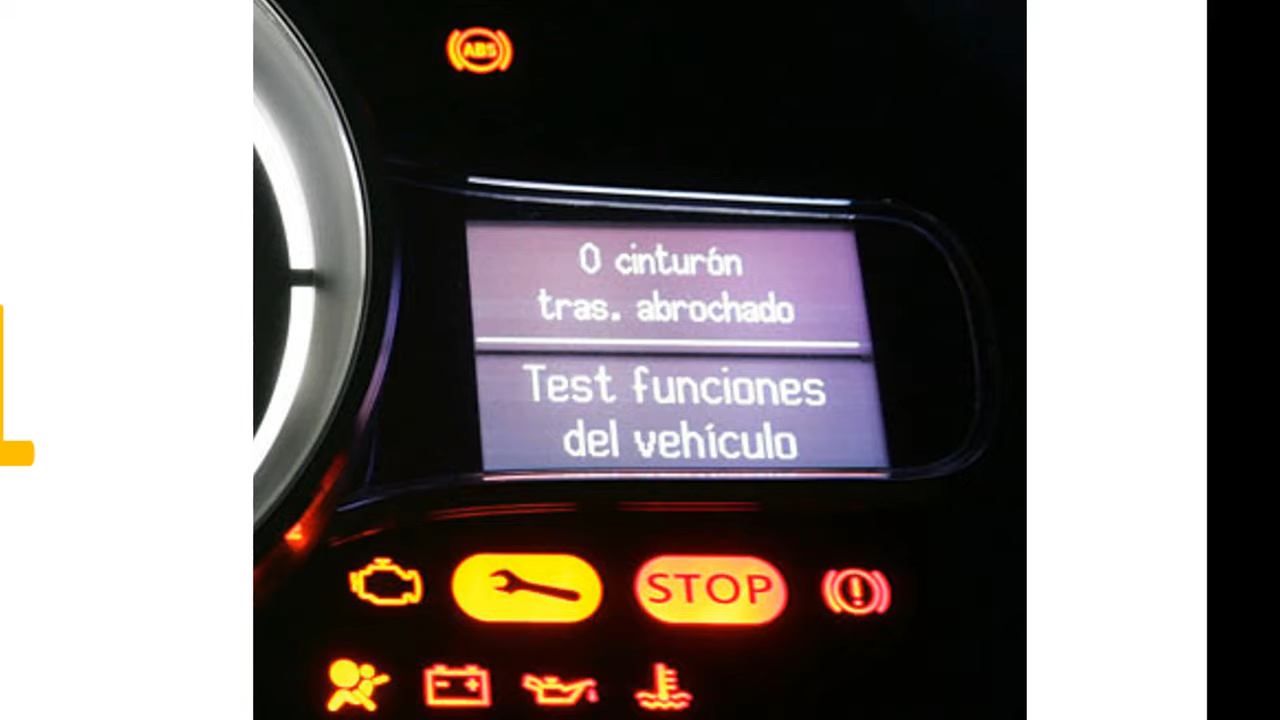 ABS
0 cinturón
tras. abrochado
Test funciones
del vehículo
STOP